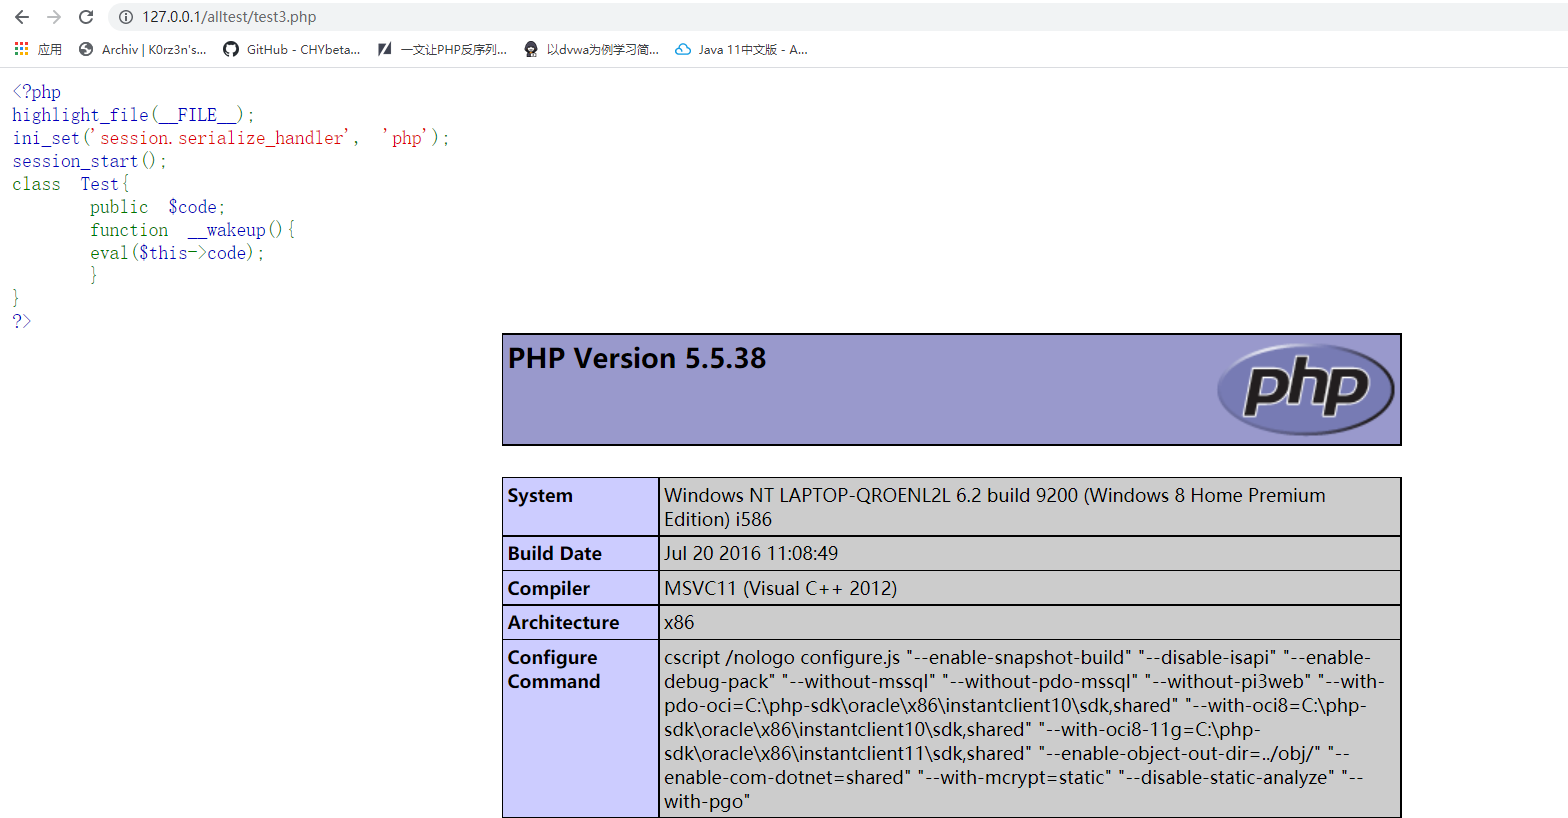 127.0.0.1/alltest/test3.php
应用 Archiv | K0rz3n's... GitHub - CHYbeta... 一文让PHP反序列... 以dvwa为例学习简... Java 11中文版 - A...
<?php
highlight_file(__FILE__);
ini_set('session.serialize_handler', 'php');
session_start();
class Test{
public $code;
function __wakeup(){
eval($this->code);
}
}
?>
PHP Version 5.5.38
php
System Windows NT LAPTOP-QROENL2L 6.2 build 9200 (Windows 8 Home Premium
Edition) i586
Build Date Jul 20 2016 11:08:49
Compiler MSVC11 (Visual C++ 2012)
Architecture x86
Configure cscript /nologo configure.js "--enable-snapshot-build" "--disable-isapi" "--enable-
Command debug-pack" "--without-mssql" "--without-pdo-mssql" "--without-pi3web" "--with-
pdo-oci=C:\php-sdk\oracle\x86\instantclient10\sdk,shared" "--with-oci8=C:\php-
sdk\oracle\x86\instantclient10\sdk,shared" "--with-oci8-11g=C:\php-
sdk\oracle\x86\instantclient11\sdk,shared" "--enable-object-out-dir=../obj/" "--
enable-com-dotnet=shared" "--with-mcrypt=static" "--disable-static-analyze" "--
with-pgo"